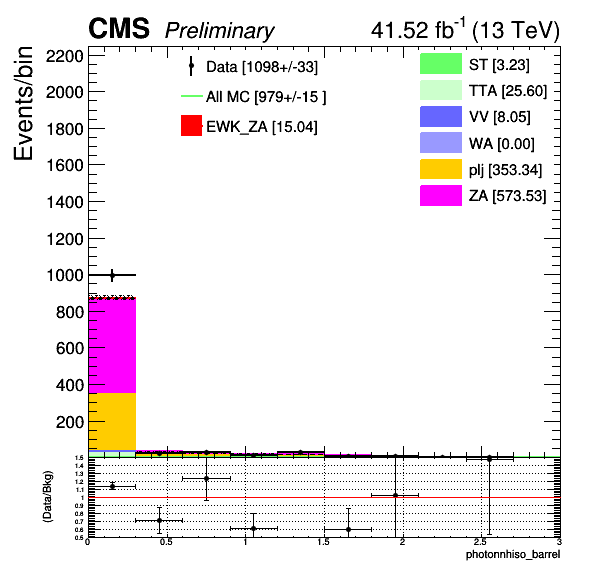 CMS Preliminary 41.52 fb-1 (13 TeV)
Events/bin
2200
2000
1800
1600
1400
1200
1000
800
600
400
200
Data [1098+/-33]
All MC [979+/-15 ]
EWK_ZA [15.04]
ST [3.23]
TTA [25.60]
VV [8.05]
WA [0.00]
plj [353.34]
ZA [573.53]
(Data/Bkg)
1.5
1.4
1.3
1.2
1.1
1
0.9
0.8
0.7
0.6
0.5
0 0.5 1 1.5 2 2.5 3
photonnhiso_barrel